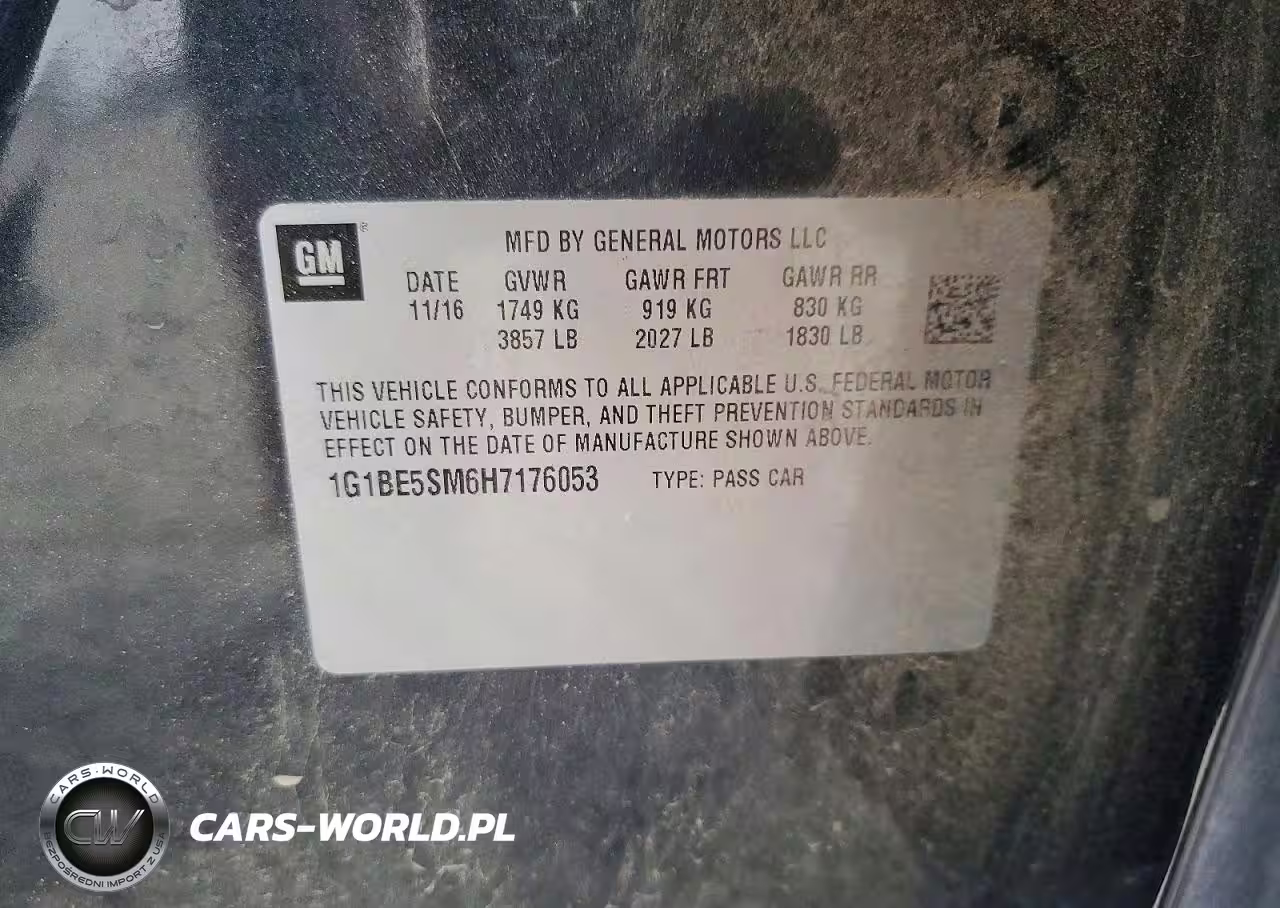 GM ®
MFD BY GENERAL MOTORS LLC
DATE GVWR GAWR FRT GAWR RR
11/16 1749 KG 919 KG 830 KG
3857 LB 2027 LB 1830 LB
THIS VEHICLE CONFORMS TO ALL APPLICABLE U.S. FEDERAL MOTOR
VEHICLE SAFETY, BUMPER, AND THEFT PREVENTION STANDARDS IN
EFFECT ON THE DATE OF MANUFACTURE SHOWN ABOVE.
1G1BE5SM6H7176053 TYPE: PASS CAR
CARS-WORLD
CW
BEZPOŚREDNI IMPORT Z USA
CARS-WORLD.PL